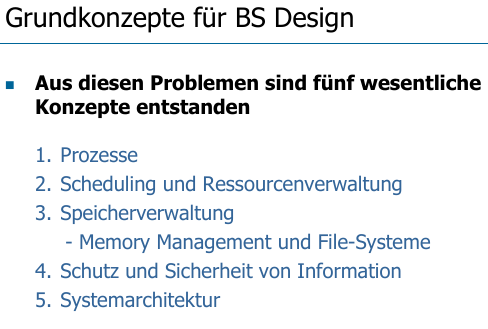 Grundkonzepte für BS Design
Aus diesen Problemen sind fünf wesentliche
Konzepte entstanden
1. Prozesse
2. Scheduling und Ressourcenverwaltung
3. Speicherverwaltung
- Memory Management und File-Systeme
4. Schutz und Sicherheit von Information
5. Systemarchitektur